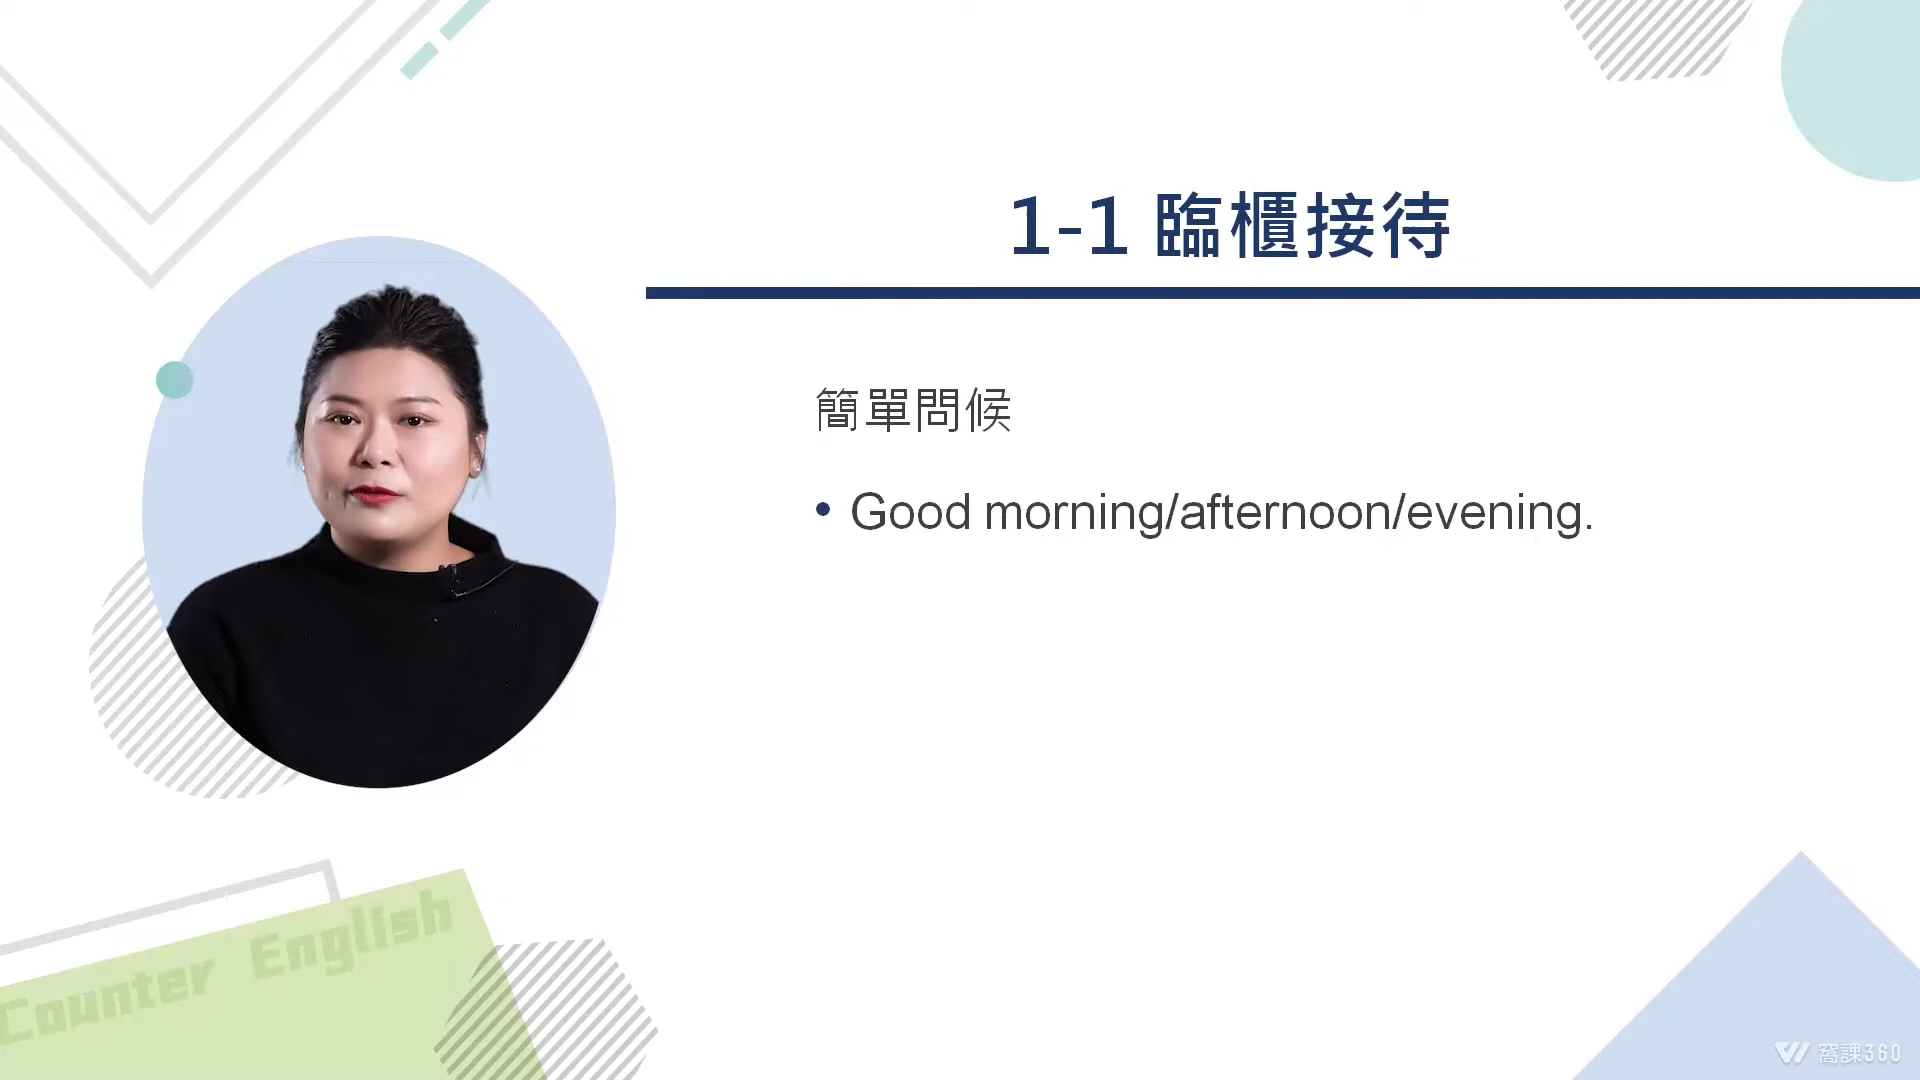 1-1 臨櫃接待
簡單問候
• Good morning/afternoon/evening.
Counter English
窩課360